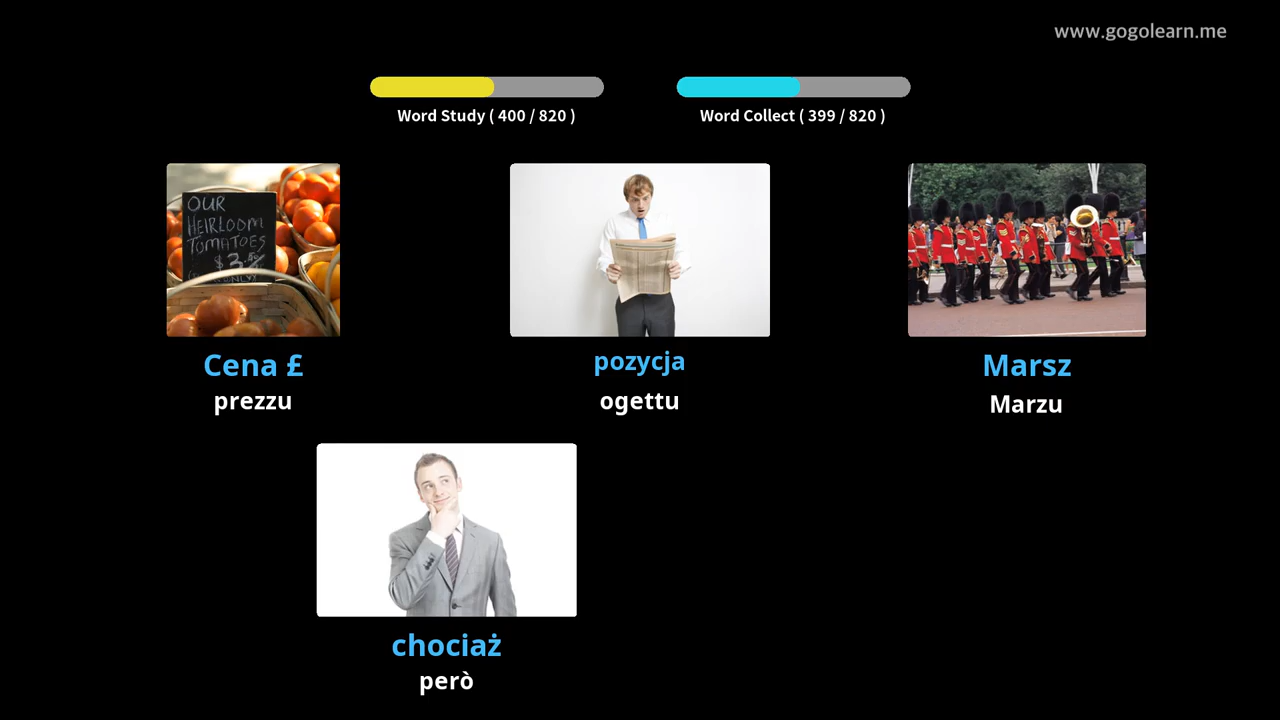 www.gogolearn.me
Word Study ( 400 / 820 )
Word Collect ( 399 / 820 )
OUR
HEIRLOOM
TOMATOES
Cena £
prezzu
pozycja
ogettu
Marsz
Marzu
chociaż
però